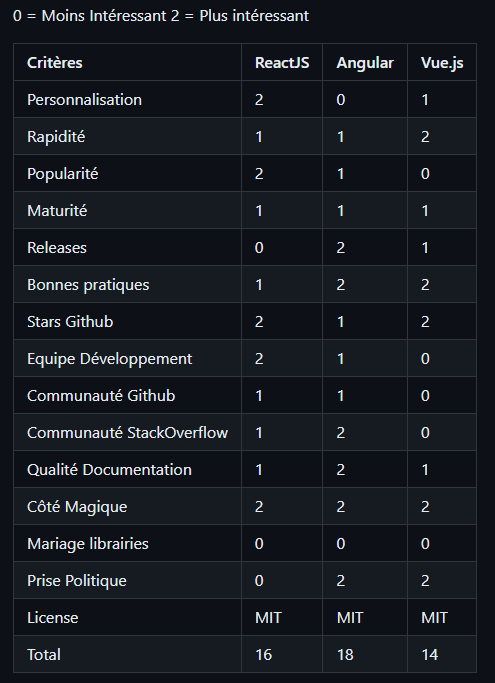 0 = Moins Intéressant 2 = Plus intéressant
Critères ReactJS Angular Vue.js
Personnalisation 2 0 1
Rapidité 1 1 2
Popularité 2 1 0
Maturité 1 1 1
Releases 0 2 1
Bonnes pratiques 1 2 2
Stars Github 2 1 2
Equipe Développement 2 1 0
Communauté Github 1 1 0
Communauté StackOverflow 1 2 0
Qualité Documentation 1 2 1
Côté Magique 2 2 2
Mariage librairies 0 0 0
Prise Politique 0 2 2
License MIT MIT MIT
Total 16 18 14